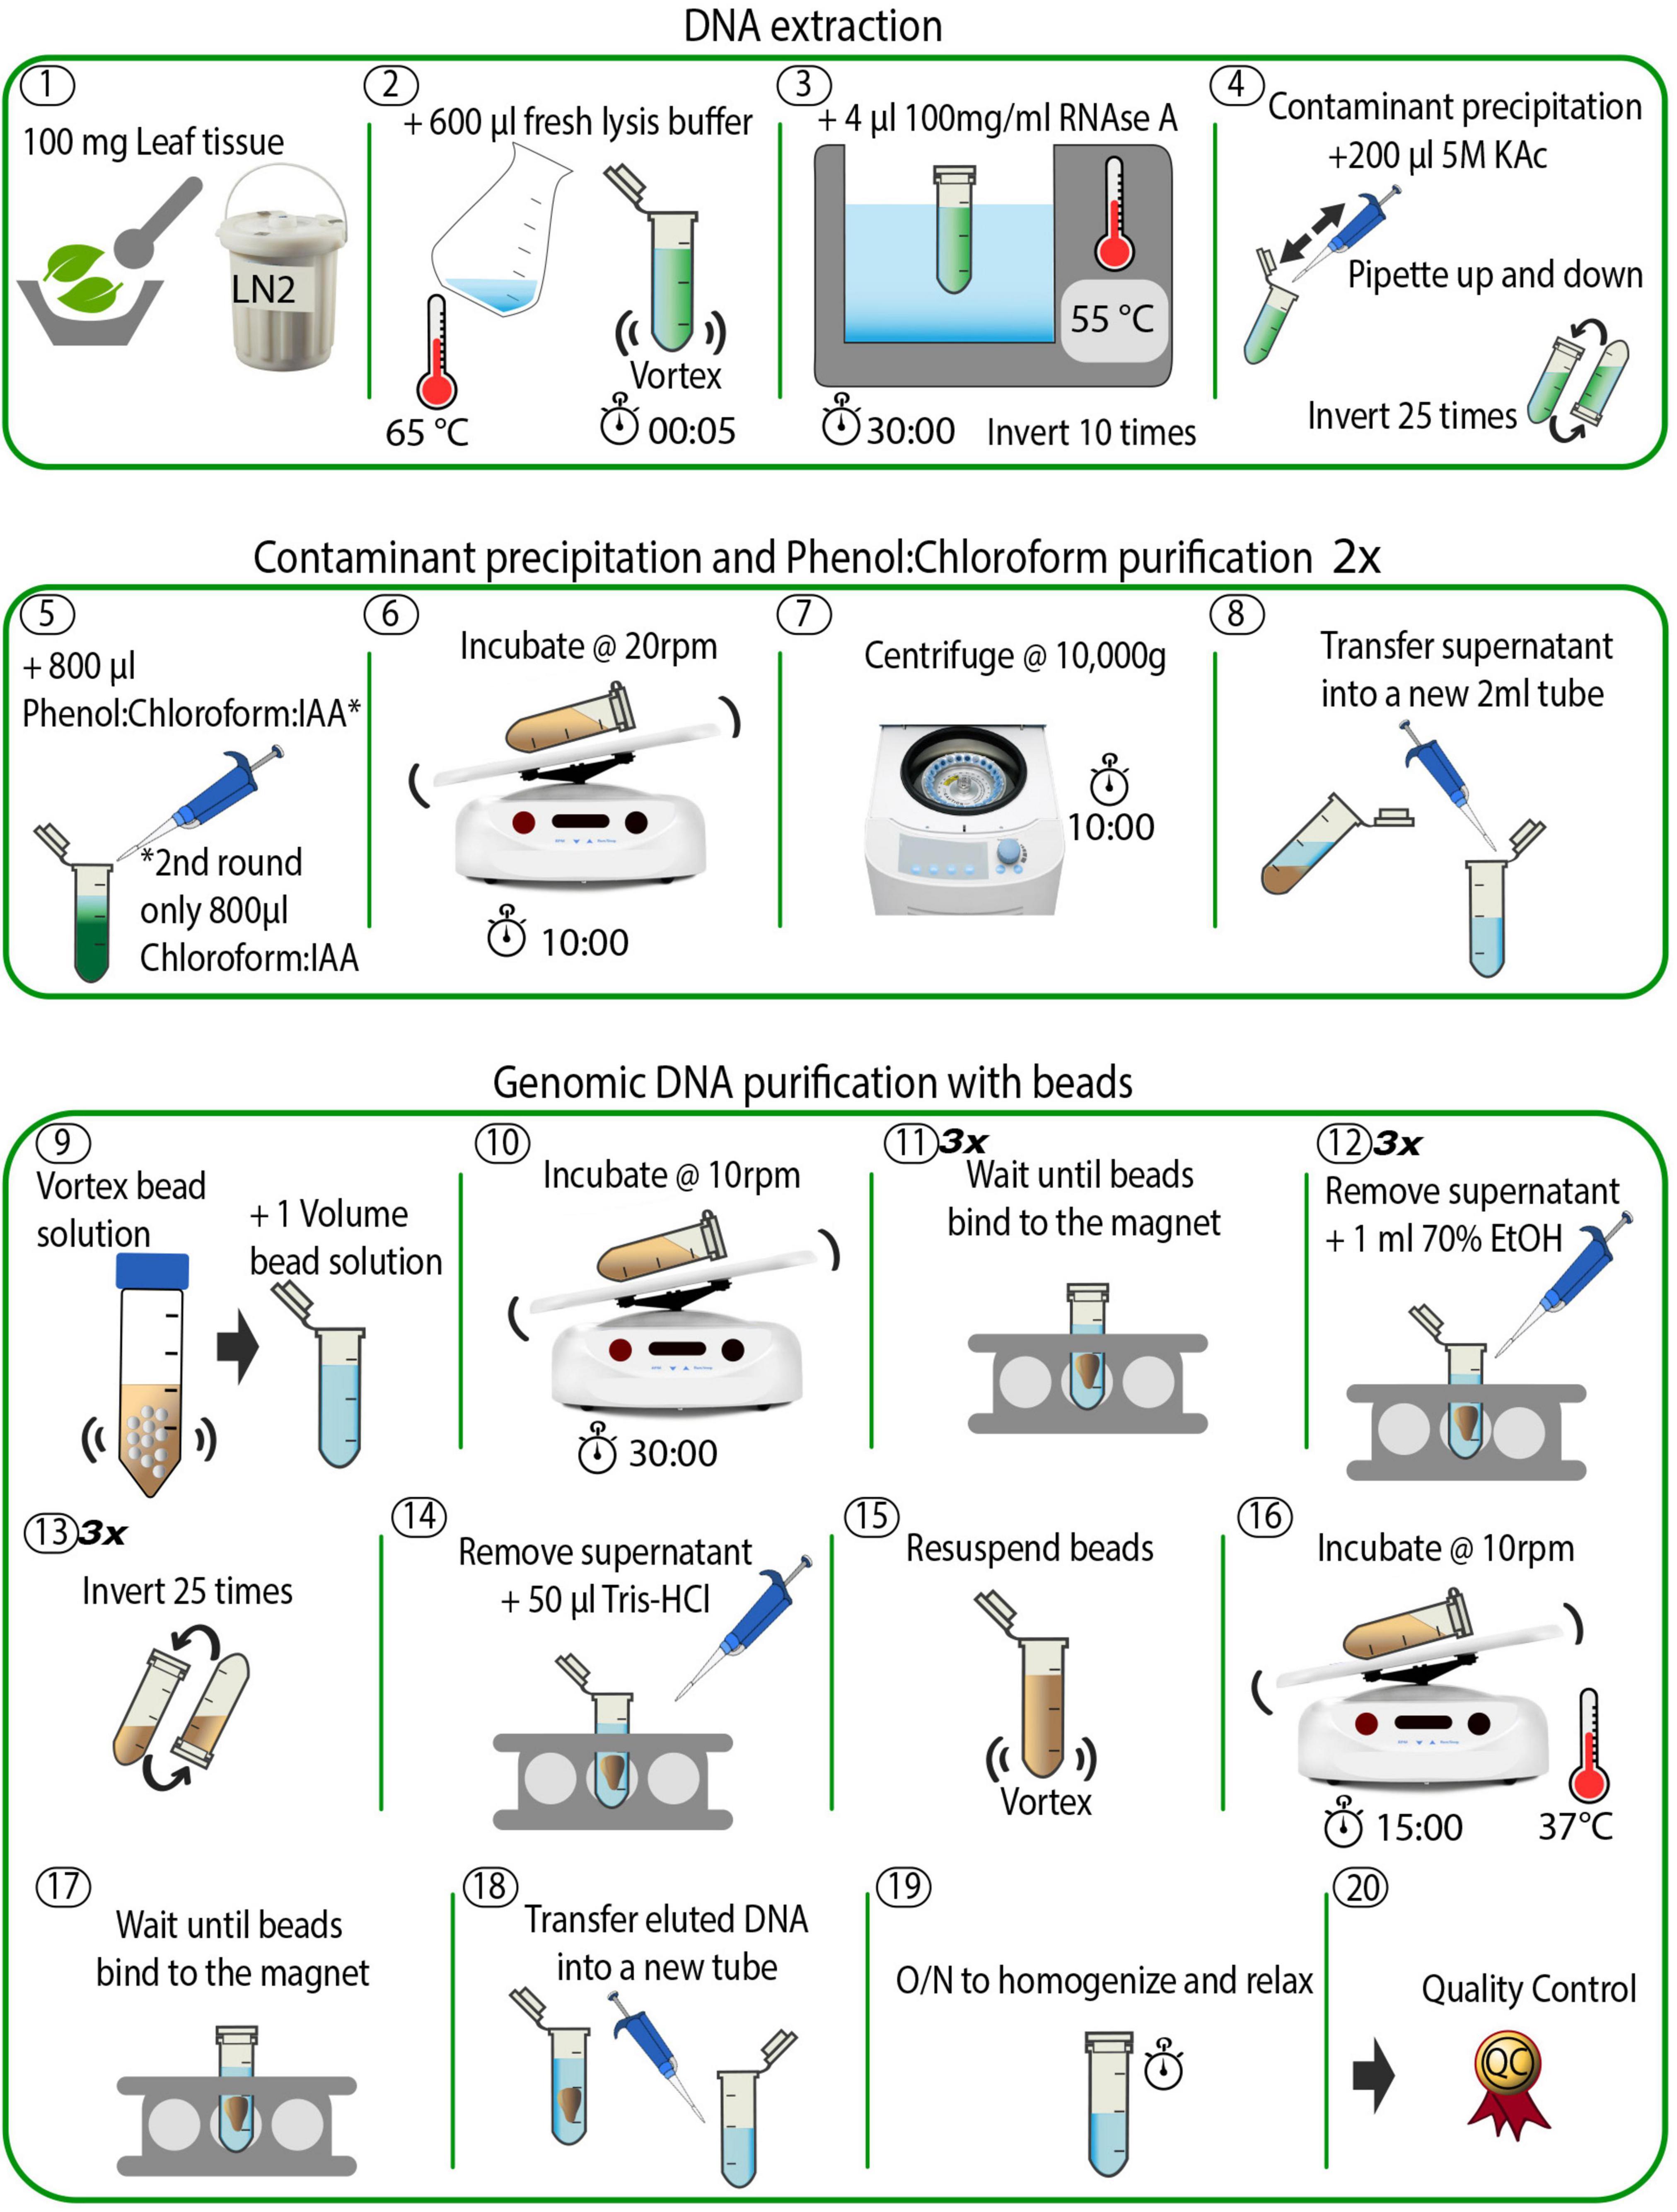 DNA extraction
1
100 mg Leaf tissue
LN2
2
+ 600 µl fresh lysis buffer
65 °C
Vortex
00:05
3
+ 4 µl 100mg/ml RNAse A
55 °C
30:00
Invert 10 times
4
Contaminant precipitation
+200 µl 5M KAc
Pipette up and down
Invert 25 times
Contaminant precipitation and Phenol:Chloroform purification 2x
5
+ 800 µl
Phenol:Chloroform:IAA*
*2nd round
only 800µl
Chloroform:IAA
6
Incubate @ 20rpm
10:00
7
Centrifuge @ 10,000g
10:00
8
Transfer supernatant
into a new 2ml tube
Genomic DNA purification with beads
9
Vortex bead
solution
+ 1 Volume
bead solution
10
Incubate @ 10rpm
30:00
11 3x
Wait until beads
bind to the magnet
12 3x
Remove supernatant
+ 1 ml 70% EtOH
13 3x
Invert 25 times
14
Remove supernatant
+ 50 µl Tris-HCl
15
Resuspend beads
Vortex
16
Incubate @ 10rpm
15:00
37°C
17
Wait until beads
bind to the magnet
18
Transfer eluted DNA
into a new tube
19
O/N to homogenize and relax
20
Quality Control
QC